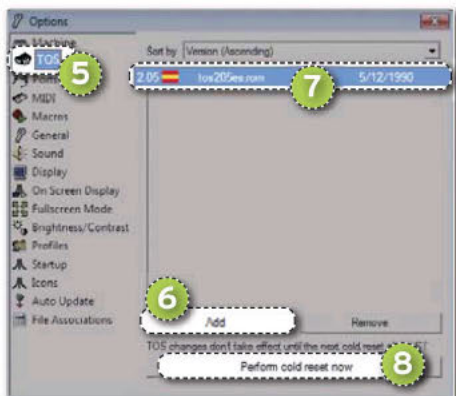 Options
Machine
TOS
5
Sort by Version (Ascending)
7
2.05 tos205es.rom 5/12/1990
Ports
MIDI
Macros
General
Sound
Display
On Screen Display
Fullscreen Mode
Brightness/Contrast
Profiles
Startup
Icons
Auto Update
File Associations
6
Add
Remove
TOS changes don't take effect until the next cold reset
8
Perform cold reset now